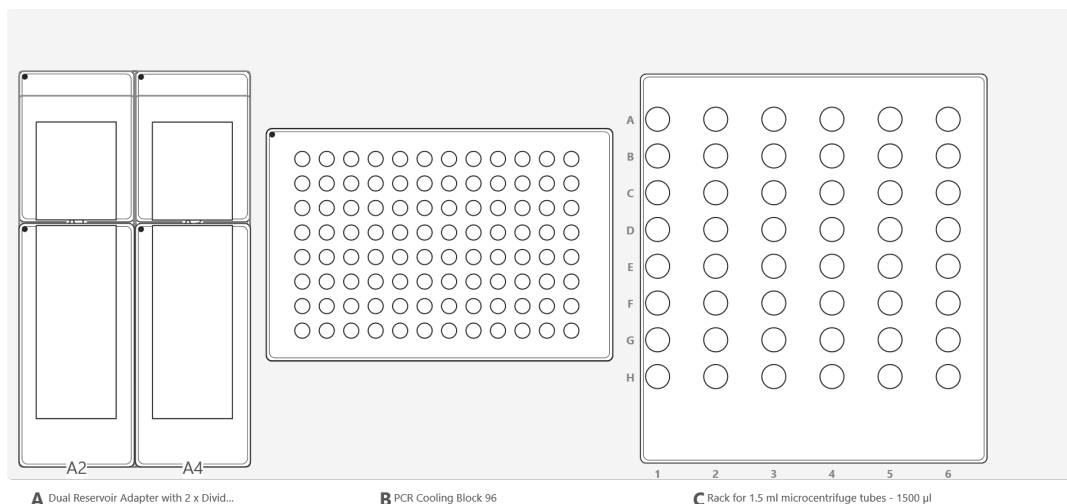 A
B
C
D
E
F
G
H
A2 A4
1 2 3 4 5 6
A Dual Reservoir Adapter with 2 x Divid...
B PCR Cooling Block 96
C Rack for 1.5 ml microcentrifuge tubes - 1500 µl